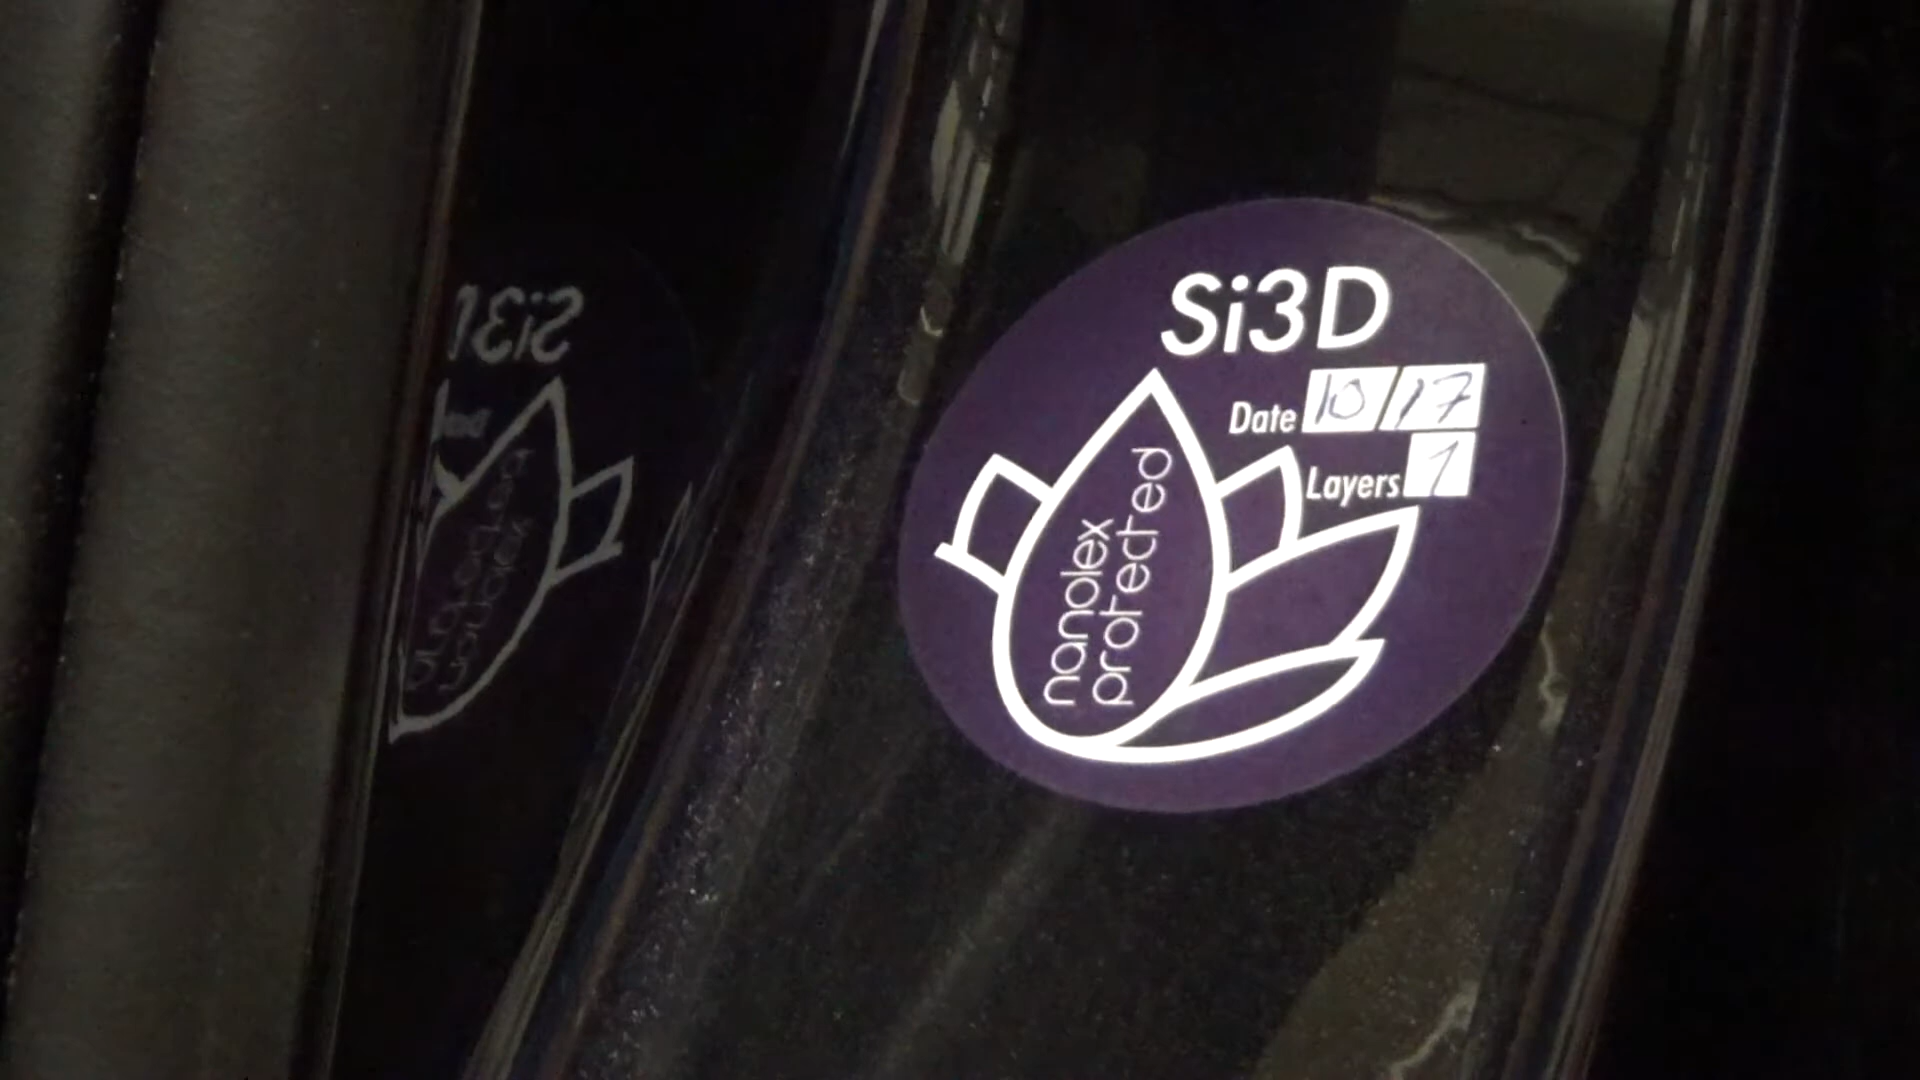 Si3D
Date 10/17
Layers 1
nanolex
protected